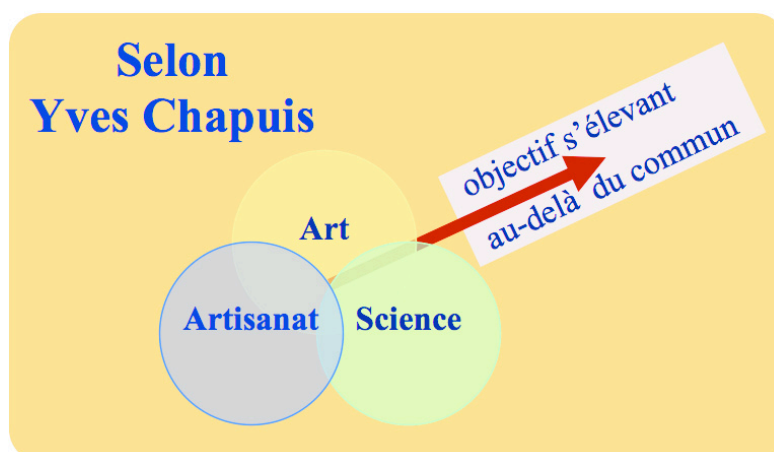 Selon
Yves Chapuis
objectif s’élevant
au-delà du commun
Art
Artisanat
Science